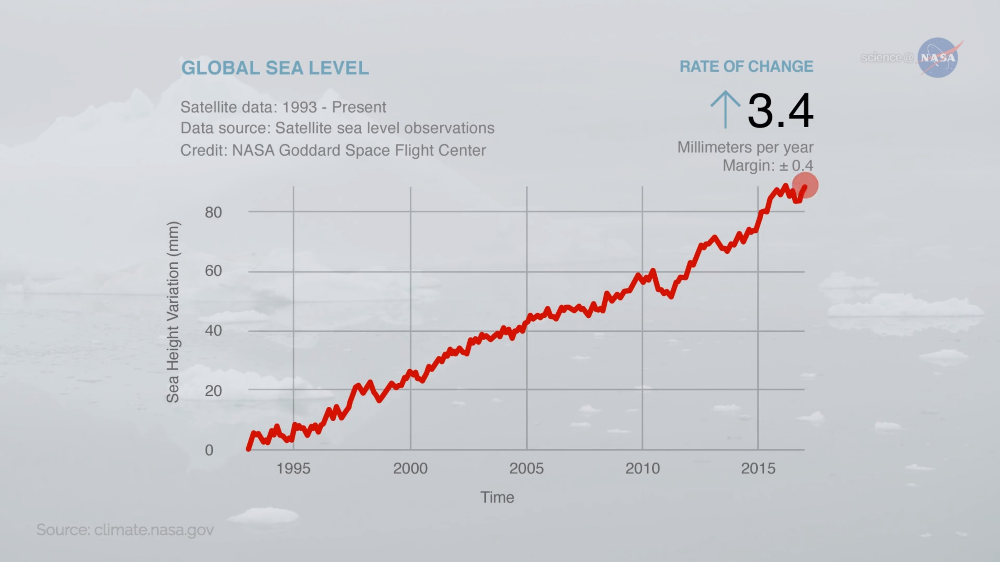 GLOBAL SEA LEVEL
Satellite data: 1993 - Present
Data source: Satellite sea level observations
Credit: NASA Goddard Space Flight Center
RATE OF CHANGE
↑ 3.4
Millimeters per year
Margin: ± 0.4
science @ NASA
Sea Height Variation (mm)
80
60
40
20
0
1995 2000 2005 2010 2015
Time
Source: climate.nasa.gov